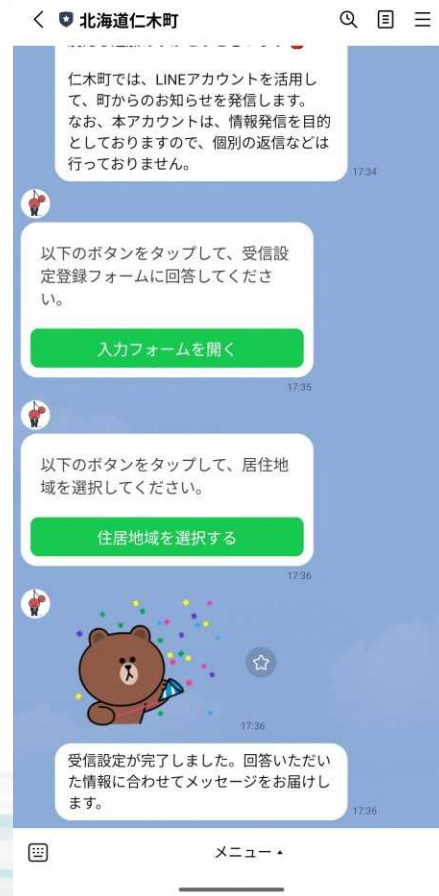 北海道仁木町
仁木町では、LINEアカウントを活用し
て、町からのお知らせを発信します。
なお、本アカウントは、情報発信を目的
としておりますので、個別の返信などは
行っておりません。
17:34
以下のボタンをタップして、受信設
定登録フォームに回答してくださ
い。
入力フォームを開く
17:35
以下のボタンをタップして、居住地
域を選択してください。
住居地域を選択する
17:36
17:36
受信設定が完了しました。回答いただい
た情報に合わせてメッセージをお届けし
ます。
17:36
メニュー